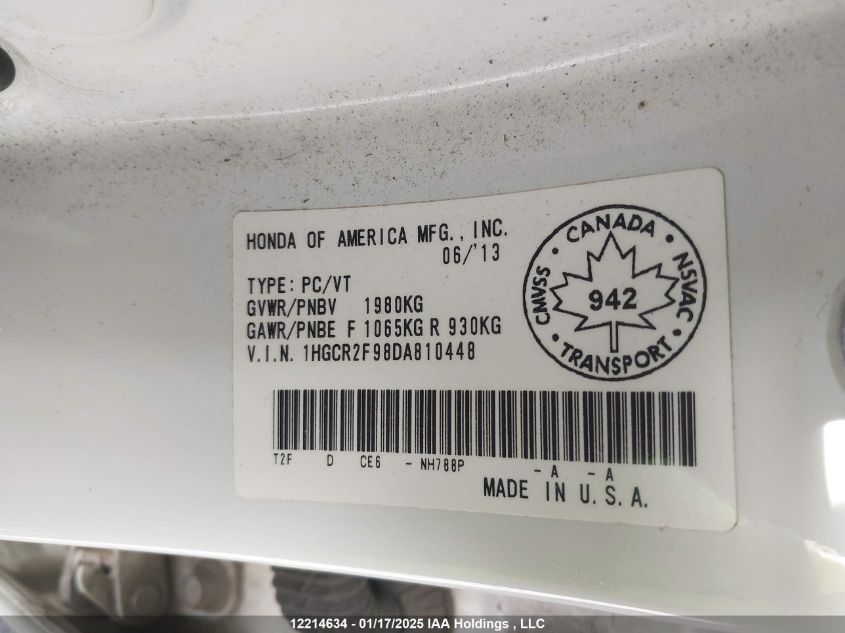 HONDA OF AMERICA MFG., INC.
06/'13
TYPE: PC/VT
GVWR/PNBV 1980KG
GAWR/PNBE F 1065KG R 930KG
V.I.N. 1HGCR2F98DA810448
CANADA
CMVSS
942
NSVAC
TRANSPORT
T2F D CE6 - NH788P - A - A
MADE IN U.S.A.
12214634 - 01/17/2025 IAA Holdings , LLC